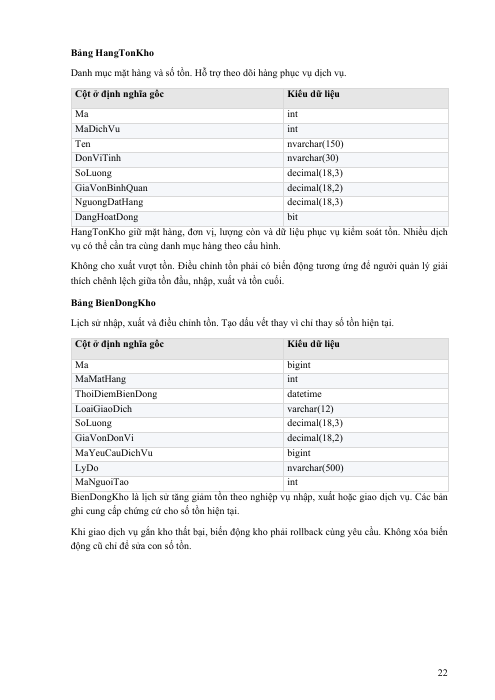 Bảng HangTonKho
Danh mục mặt hàng và số tồn. Hỗ trợ theo dõi hàng phục vụ dịch vụ.
Cột ở định nghĩa gốc Kiểu dữ liệu
Ma int
MaDichVu int
Ten nvarchar(150)
DonViTinh nvarchar(30)
SoLuong decimal(18,3)
GiaVonBinhQuan decimal(18,2)
NguongDatHang decimal(18,3)
DangHoatDong bit
HangTonKho giữ mặt hàng, đơn vị, lượng còn và dữ liệu phục vụ kiểm soát tồn. Nhiều dịch
vụ có thể cần tra cùng danh mục hàng theo cấu hình.
Không cho xuất vượt tồn. Điều chỉnh tồn phải có biến động tương ứng để người quản lý giải
thích chênh lệch giữa tồn đầu, nhập, xuất và tồn cuối.
Bảng BienDongKho
Lịch sử nhập, xuất và điều chỉnh tồn. Tạo dấu vết thay vì chỉ thay số tồn hiện tại.
Cột ở định nghĩa gốc Kiểu dữ liệu
Ma bigint
MaMatHang int
ThoiDiemBienDong datetime
LoaiGiaoDich varchar(12)
SoLuong decimal(18,3)
GiaVonDonVi decimal(18,2)
MaYeuCauDichVu bigint
LyDo nvarchar(500)
MaNguoiTao int
BienDongKho là lịch sử tăng giảm tồn theo nghiệp vụ nhập, xuất hoặc giao dịch vụ. Các bản
ghi cung cấp chứng cứ cho số tồn hiện tại.
Khi giao dịch vụ gắn kho thất bại, biến động kho phải rollback cùng yêu cầu. Không xóa biến
động cũ chỉ để sửa con số tồn.
22